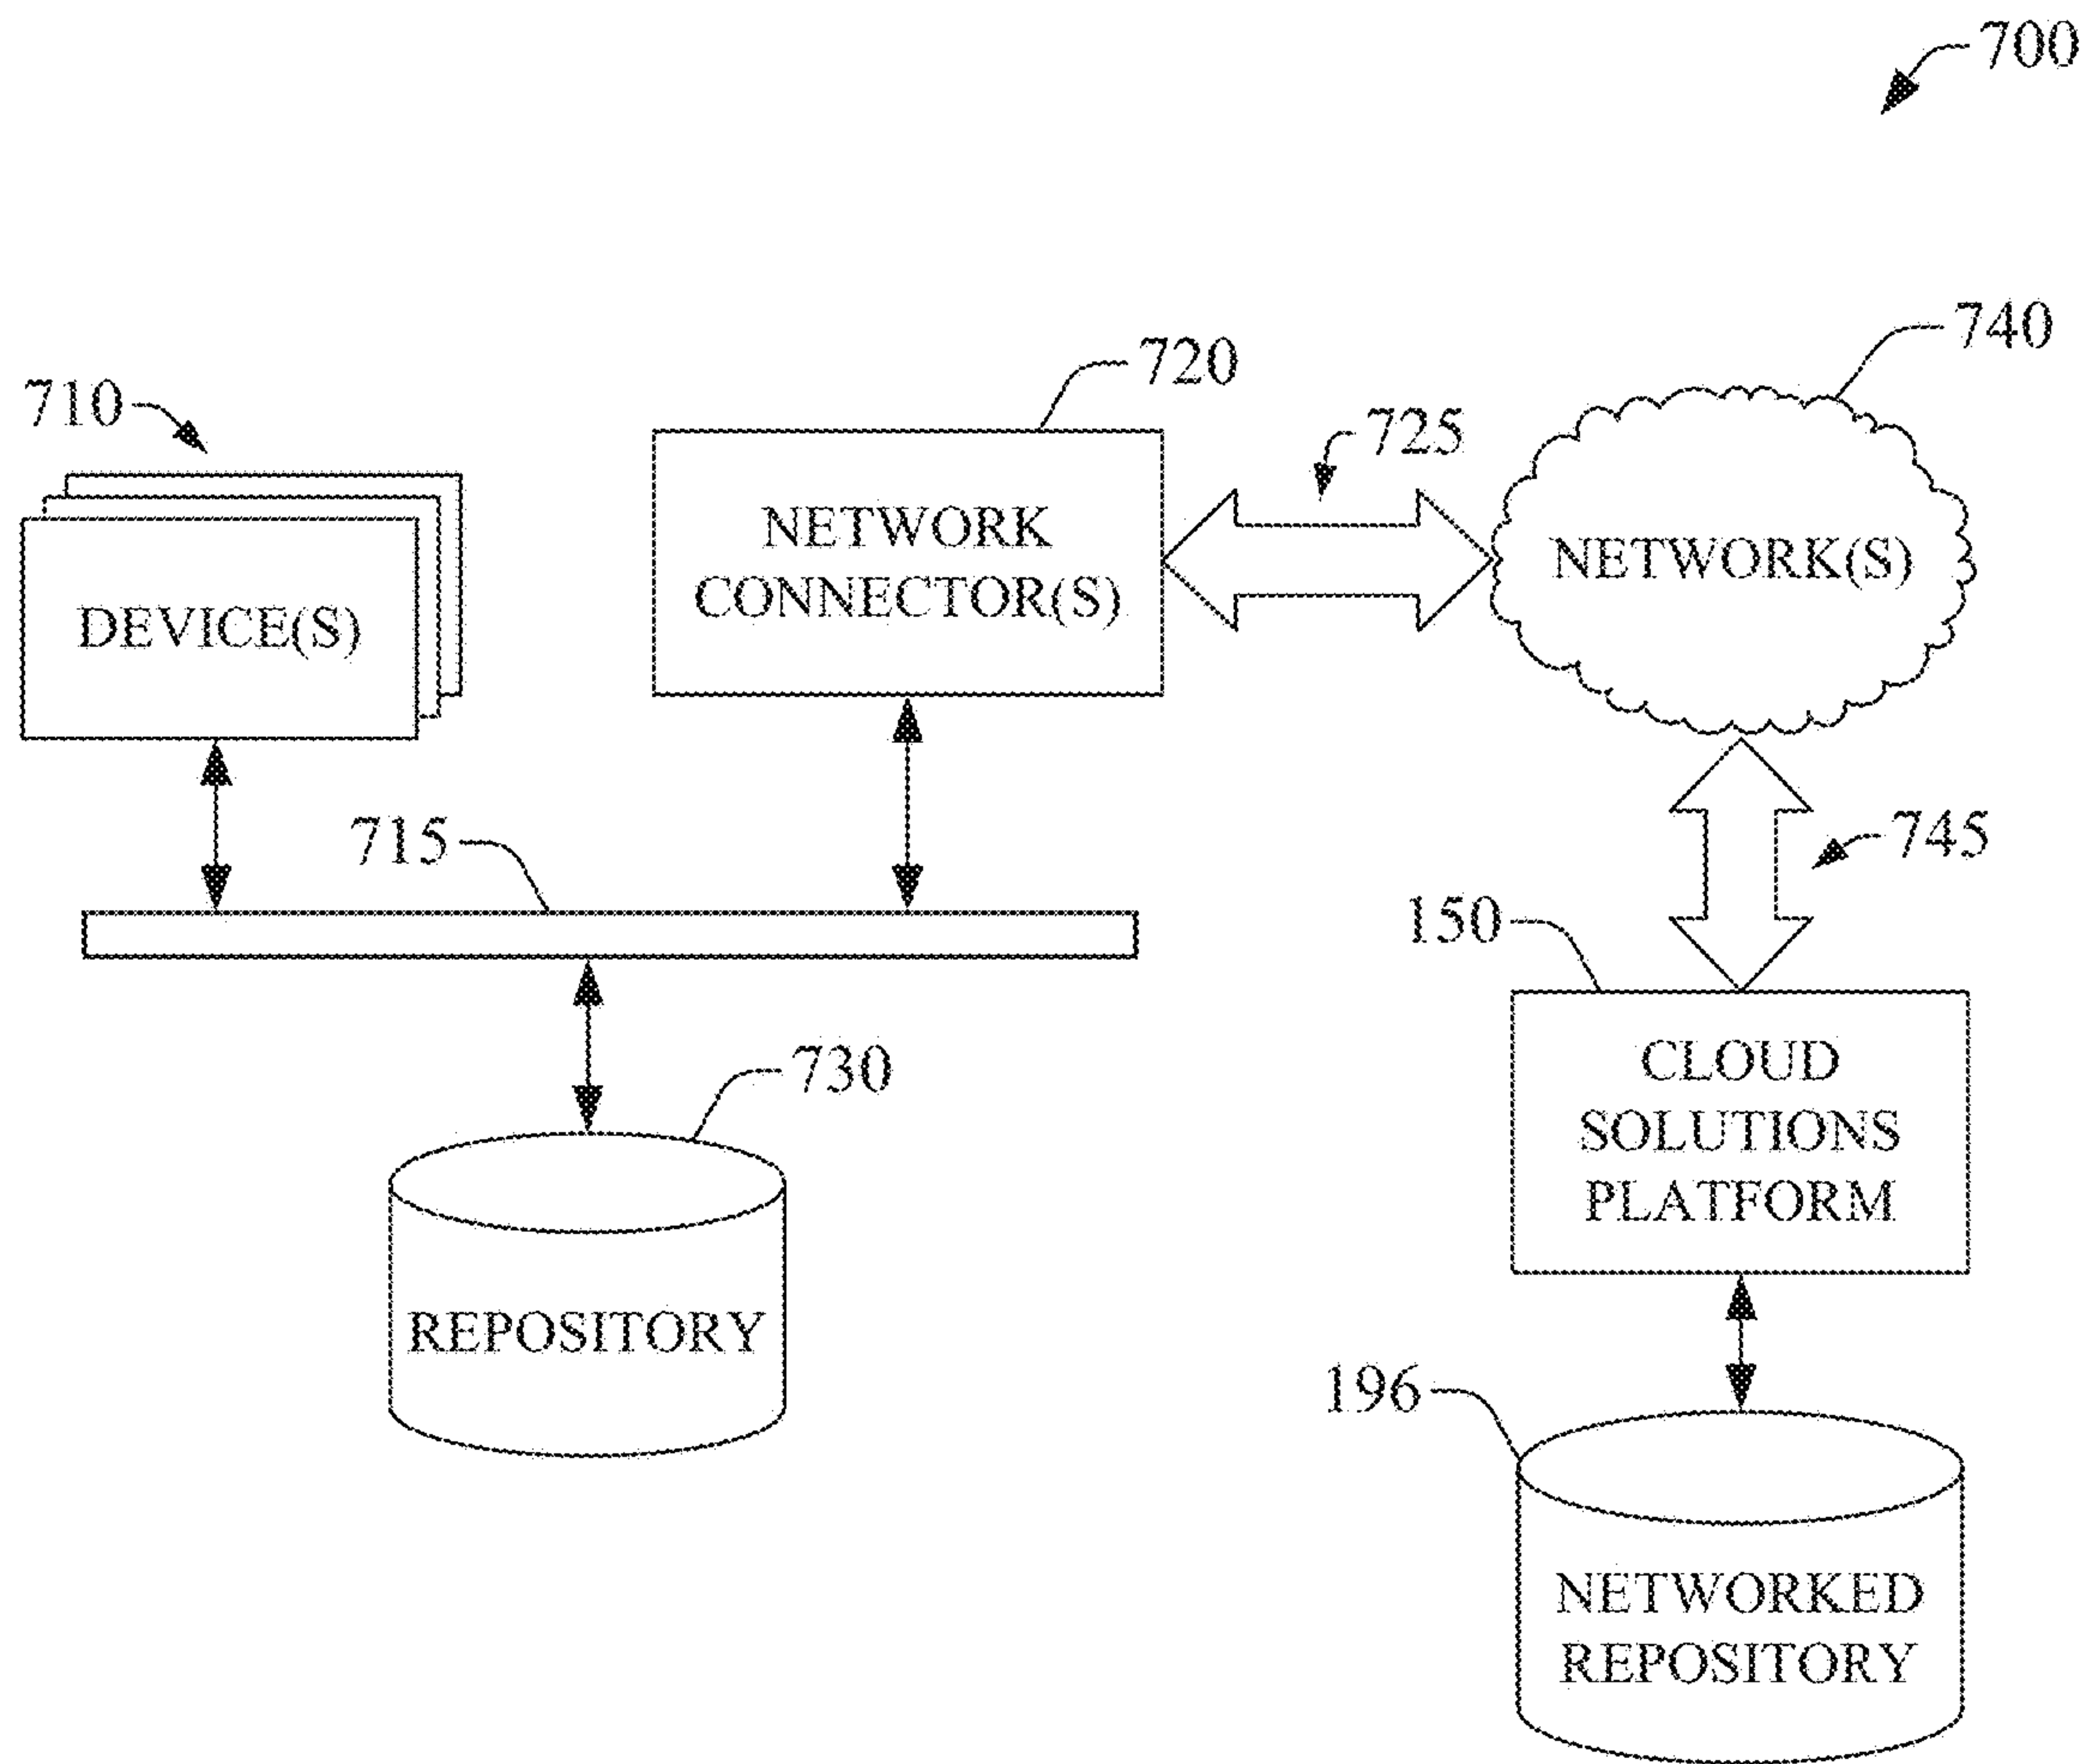 700
740
720
725
710
NETWORK
CONNECTOR(S)
NETWORK(S)
DEVICE(S)
715
745
150
730
CLOUD
SOLUTIONS
PLATFORM
REPOSITORY
196
NETWORKED
REPOSITORY